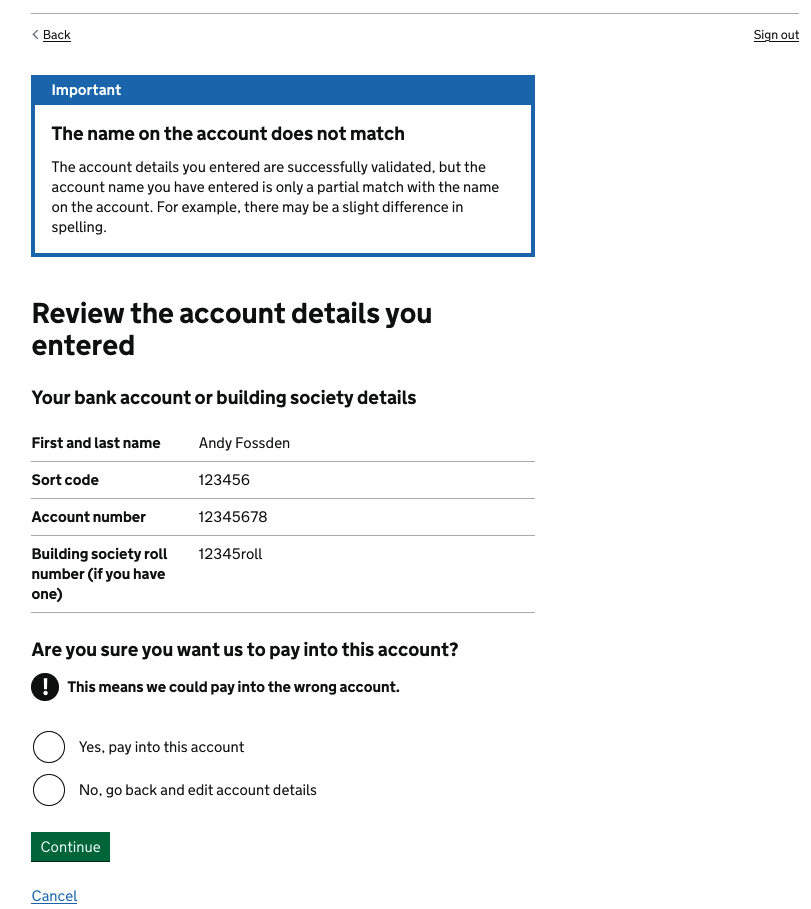 Back
Sign out
Important
The name on the account does not match
The account details you entered are successfully validated, but the
account name you have entered is only a partial match with the name
on the account. For example, there may be a slight difference in
spelling.
Review the account details you
entered
Your bank account or building society details
First and last name Andy Fossden
Sort code 123456
Account number 12345678
Building society roll 12345roll
number (if you have
one)
Are you sure you want us to pay into this account?
! This means we could pay into the wrong account.
Yes, pay into this account
No, go back and edit account details
Continue
Cancel